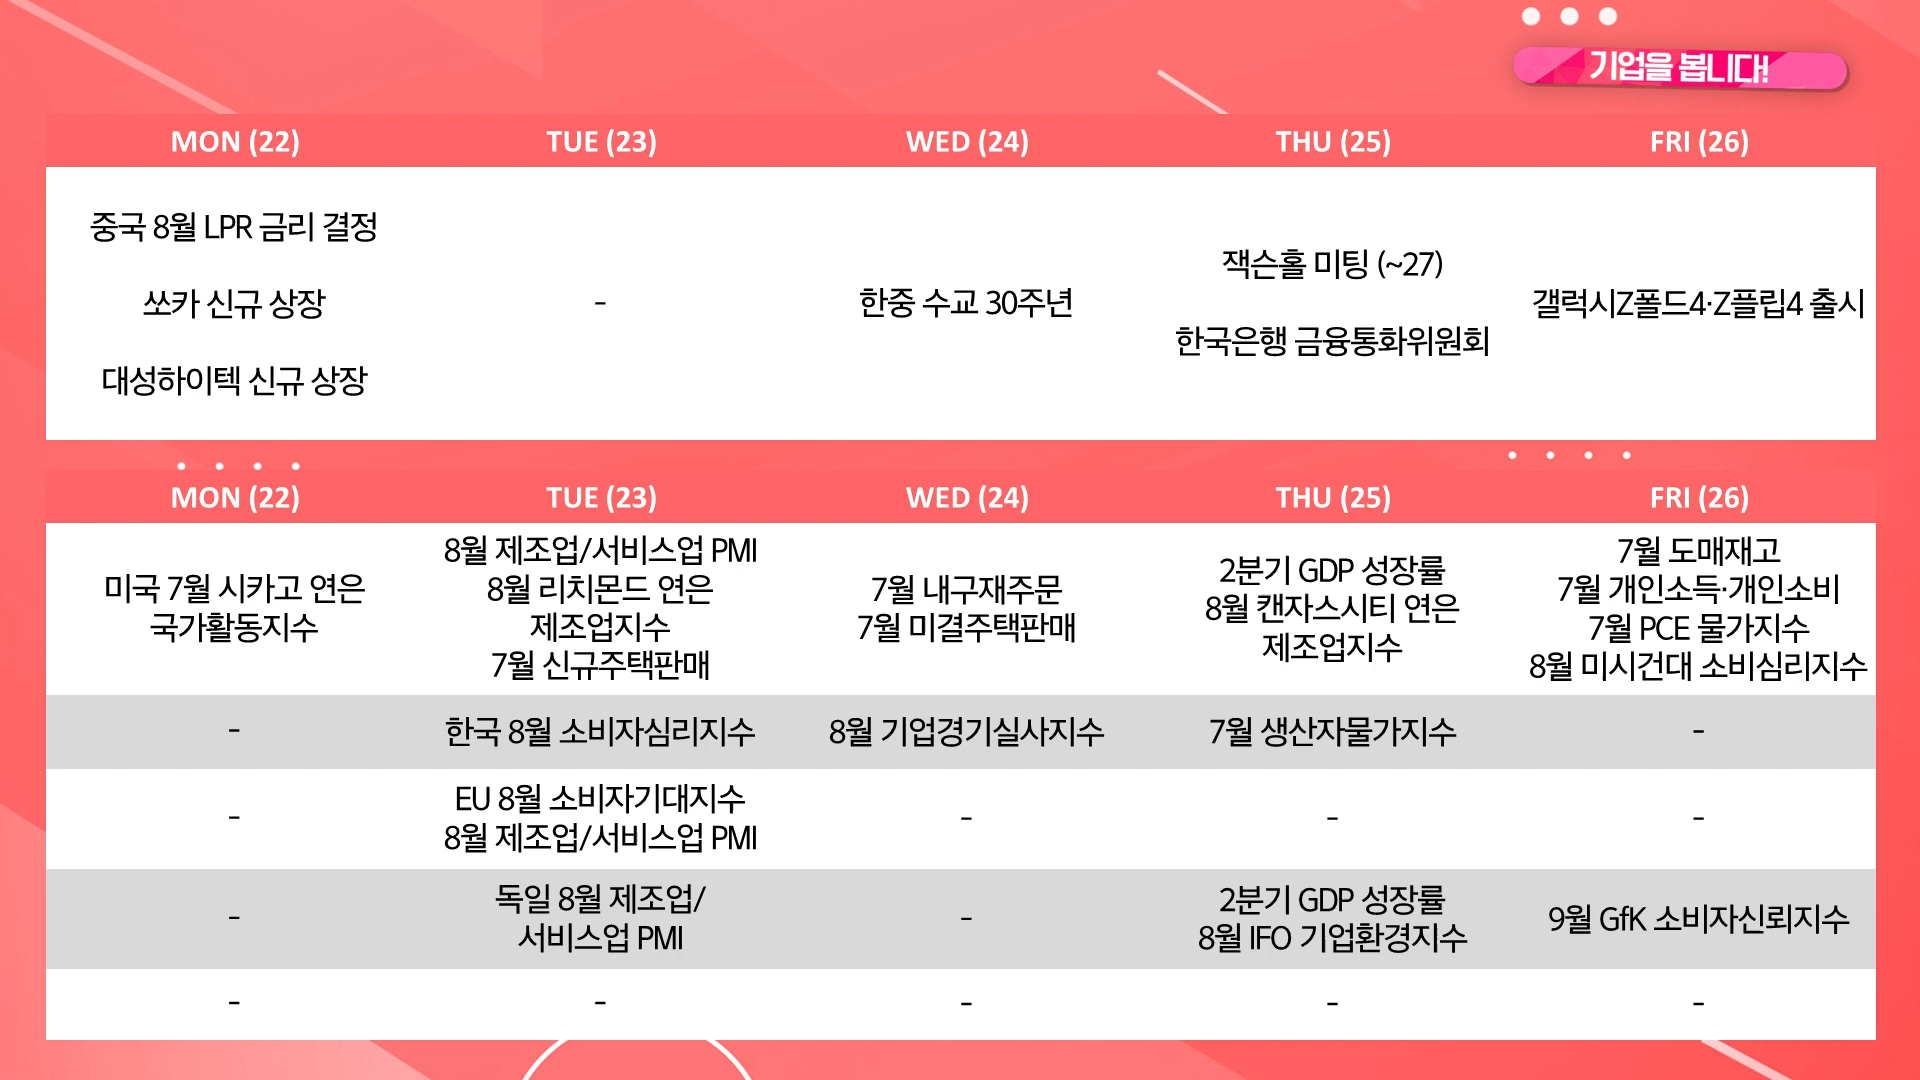 기업을 봅니다!
MON (22)
TUE (23)
WED (24)
THU (25)
FRI (26)
중국 8월 LPR 금리 결정
쏘카 신규 상장
대성하이텍 신규 상장
-
한중 수교 30주년
잭슨홀 미팅 (~27)
한국은행 금융통화위원회
갤럭시Z폴드4·Z플립4 출시
MON (22)
TUE (23)
WED (24)
THU (25)
FRI (26)
미국 7월 시카고 연은
국가활동지수
8월 제조업/서비스업 PMI
8월 리치몬드 연은
제조업지수
7월 신규주택판매
7월 내구재주문
7월 미결주택판매
2분기 GDP 성장률
8월 캔자스시티 연은
제조업지수
7월 도매재고
7월 개인소득·개인소비
7월 PCE 물가지수
8월 미시건대 소비심리지수
-
한국 8월 소비자심리지수
8월 기업경기실사지수
7월 생산자물가지수
-
-
EU 8월 소비자기대지수
8월 제조업/서비스업 PMI
-
-
-
-
독일 8월 제조업/
서비스업 PMI
-
2분기 GDP 성장률
8월 IFO 기업환경지수
9월 GfK 소비자신뢰지수
-
-
-
-
-